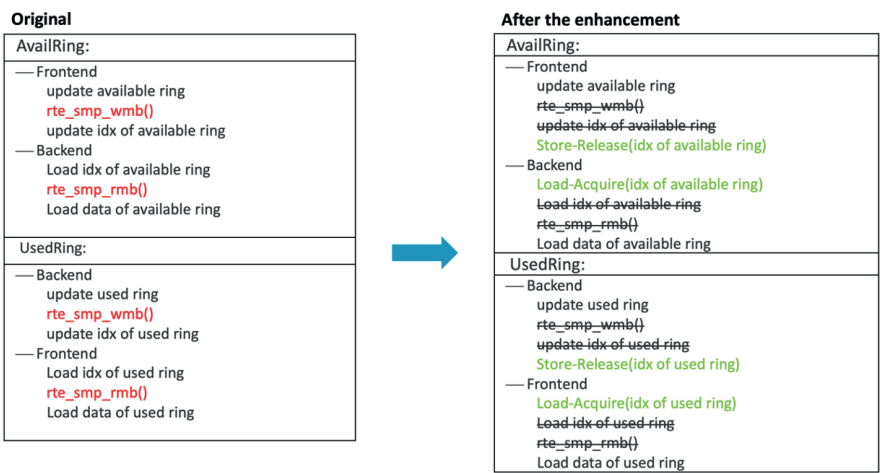 Original
AvailRing:
— Frontend
update available ring
rte_smp_wmb()
update idx of available ring
— Backend
Load idx of available ring
rte_smp_rmb()
Load data of available ring
UsedRing:
— Backend
update used ring
rte_smp_wmb()
update idx of used ring
— Frontend
Load idx of used ring
rte_smp_rmb()
Load data of used ring
After the enhancement
AvailRing:
— Frontend
update available ring
rte_smp_wmb()
update idx of available ring
Store-Release(idx of available ring)
— Backend
Load-Acquire(idx of available ring)
Load idx of available ring
rte_smp_rmb()
Load data of available ring
UsedRing:
— Backend
update used ring
rte_smp_wmb()
update idx of used ring
Store-Release(idx of used ring)
— Frontend
Load-Acquire(idx of used ring)
Load idx of used ring
rte_smp_rmb()
Load data of used ring